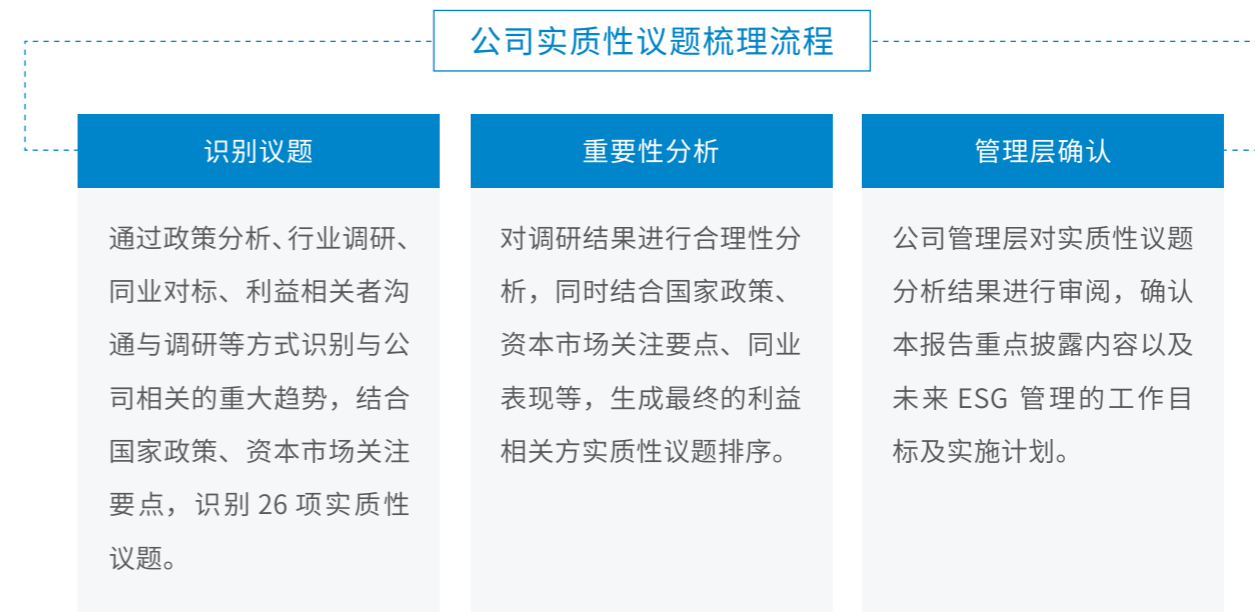 公司实质性议题梳理流程
识别议题
通过政策分析、行业调研、
同业对标、利益相关者沟
通与调研等方式识别与公
司相关的重大趋势，结合
国家政策、资本市场关注
要点，识别 26 项实质性
议题。
重要性分析
对调研结果进行合理性分
析，同时结合国家政策、
资本市场关注要点、同业
表现等，生成最终的利益
相关方实质性议题排序。
管理层确认
公司管理层对实质性议题
分析结果进行审阅，确认
本报告重点披露内容以及
未来 ESG 管理的工作目
标及实施计划。